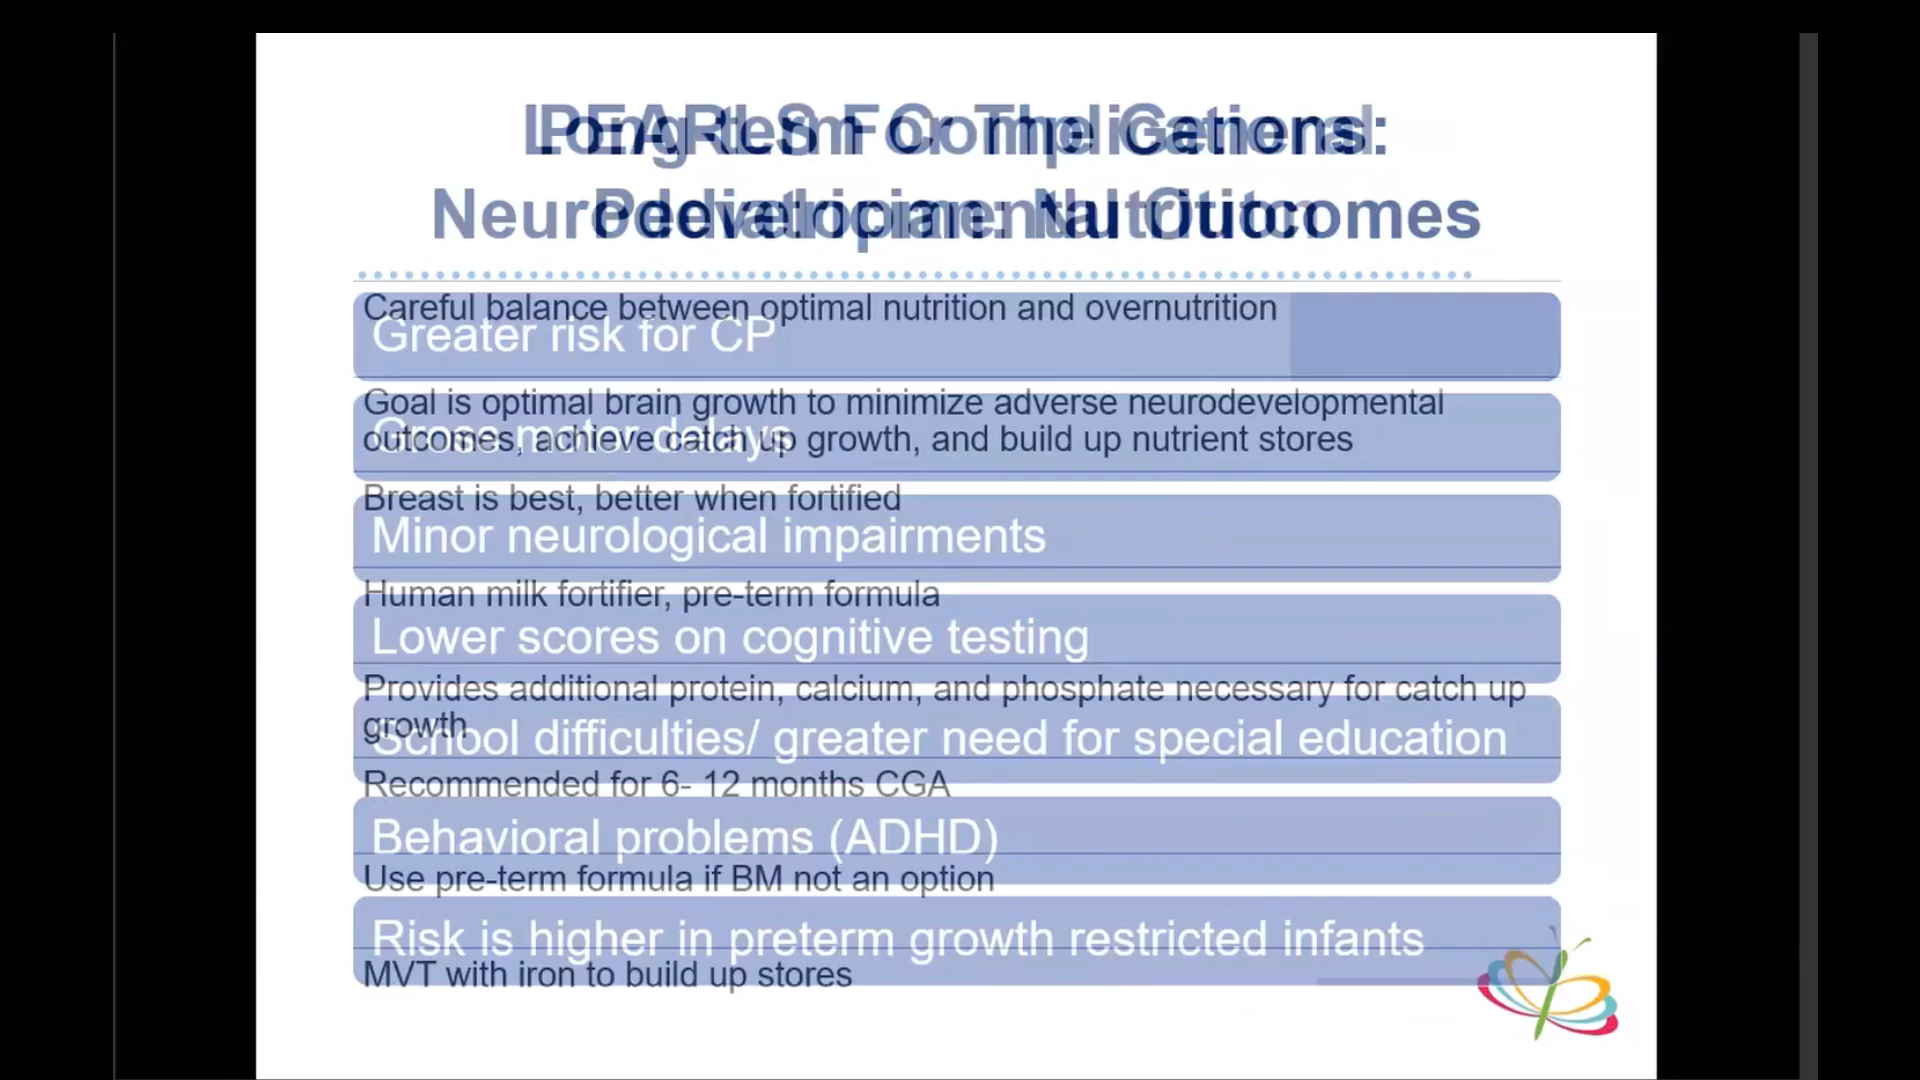 Long-term Complications:
Neurodevelopmental Outcomes
PEARLS For The General
Pediatrician: Nutrition
Careful balance between optimal nutrition and overnutrition
Greater risk for CP
Goal is optimal brain growth to minimize adverse neurodevelopmental
outcomes, achieve catch up growth, and build up nutrient stores
Gross motor delays
Breast is best, better when fortified
Minor neurological impairments
Human milk fortifier, pre-term formula
Lower scores on cognitive testing
Provides additional protein, calcium, and phosphate necessary for catch up
growth
School difficulties/ greater need for special education
Recommended for 6- 12 months CGA
Behavioral problems (ADHD)
Use pre-term formula if BM not an option
Risk is higher in preterm growth restricted infants
MVT with iron to build up stores